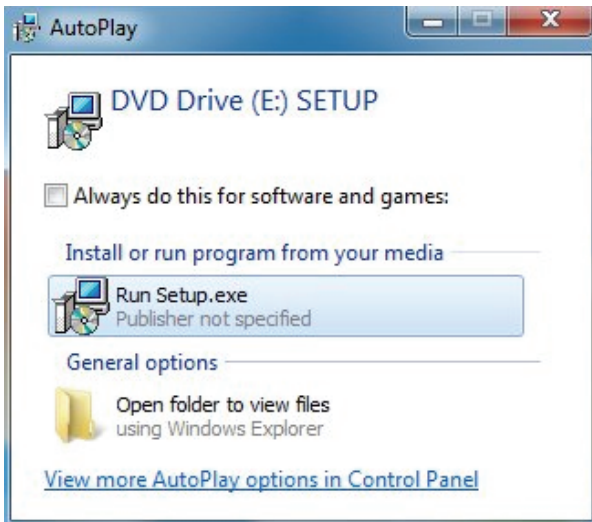 AutoPlay
DVD Drive (E:) SETUP
Always do this for software and games:
Install or run program from your media
Run Setup.exe
Publisher not specified
General options
Open folder to view files
using Windows Explorer
View more AutoPlay options in Control Panel